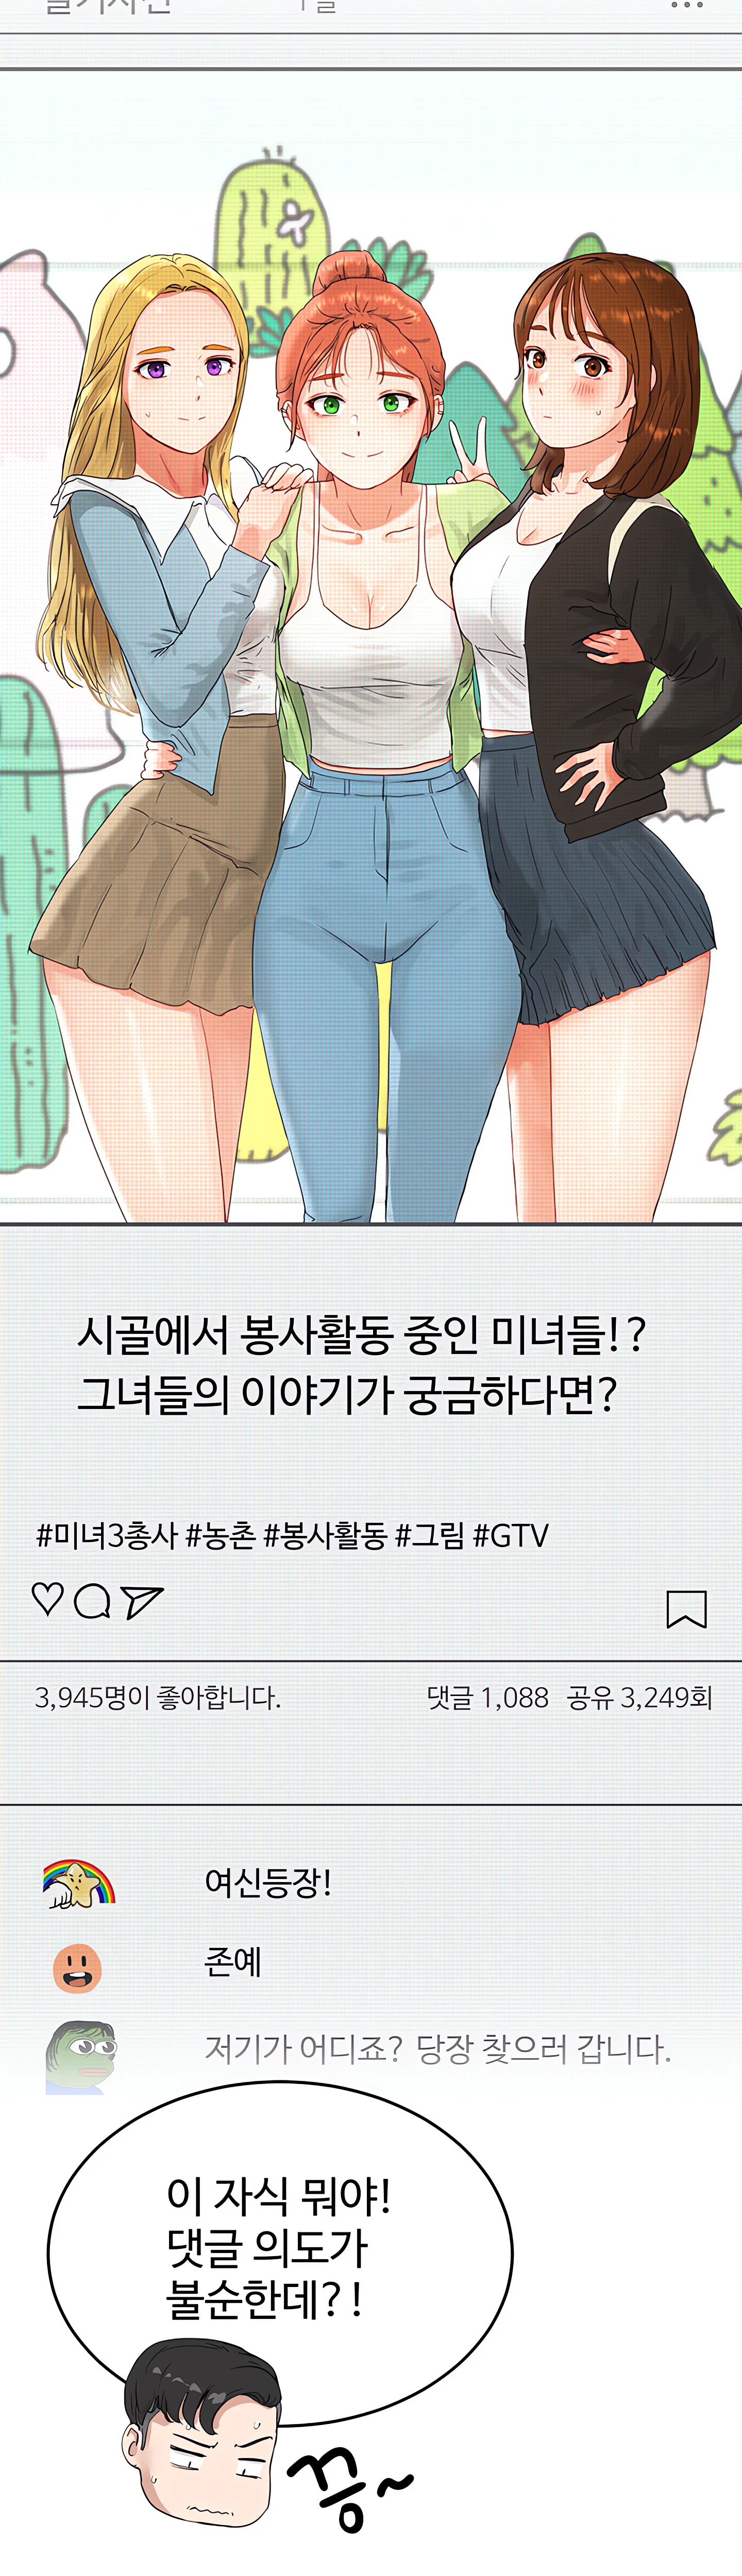 시골에서 봉사활동 중인 미녀들!?
그녀들의 이야기가 궁금하다면?
#미녀3총사 #농촌 #봉사활동 #그림 #GTV
3,945명이 좋아합니다. 댓글 1,088 공유 3,249회
여신등장!
존예
저기가 어디죠? 당장 찾으러 갑니다.
이 자식 뭐야!
댓글 의도가
불순한데?!
끙~